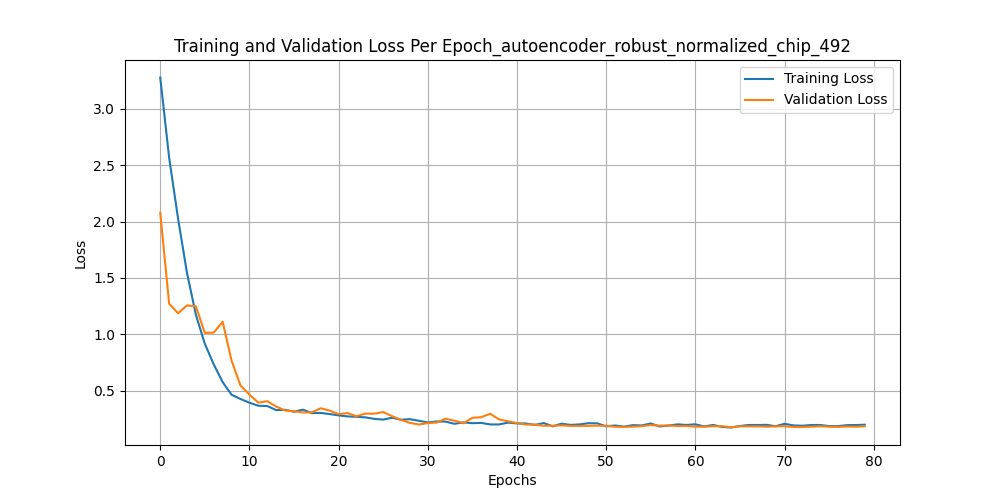 Training and Validation Loss Per Epoch_autoencoder_robust_normalized_chip_492
Training Loss
Validation Loss
3.0
2.5
2.0
1.5
1.0
0.5
Loss
0 10 20 30 40 50 60 70 80
Epochs